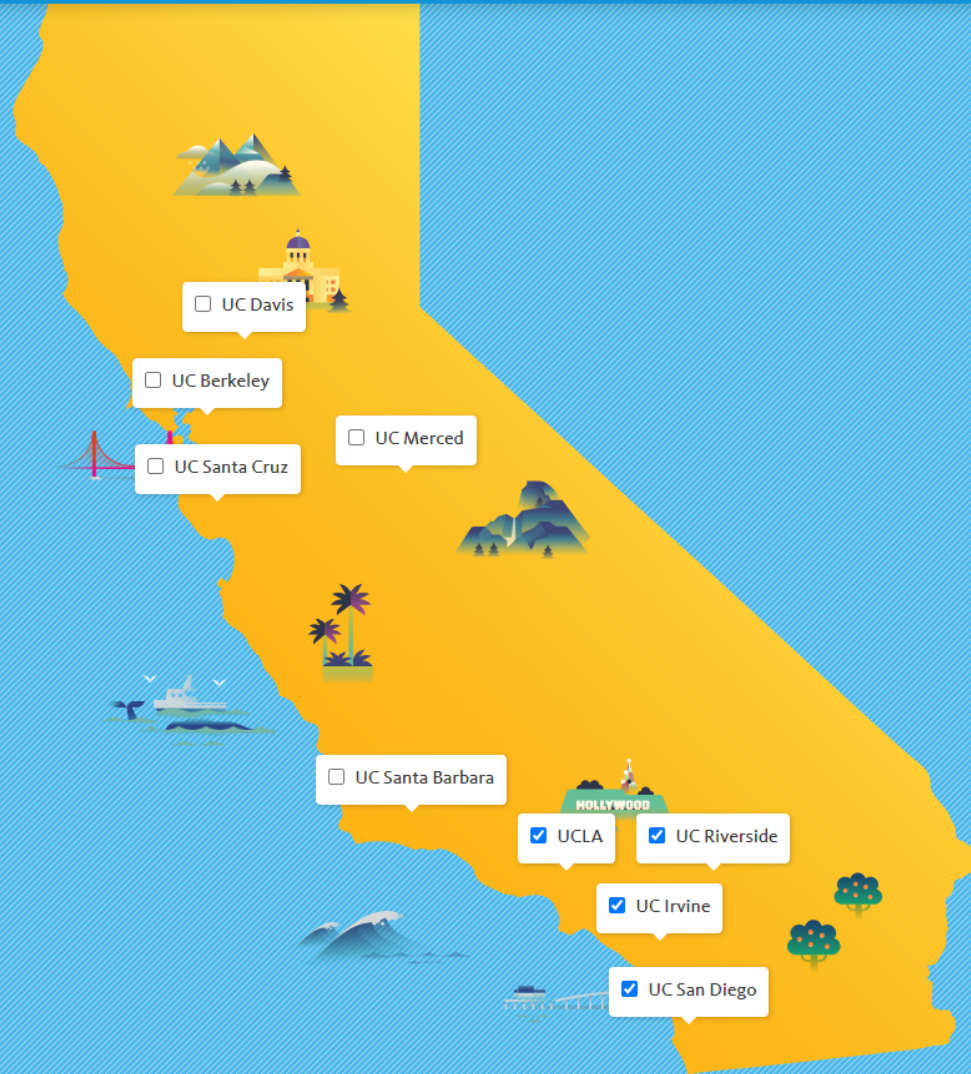 UC Davis
UC Berkeley
UC Merced
UC Santa Cruz
UC Santa Barbara
HOLLYWOOD
UCLA
UC Riverside
UC Irvine
UC San Diego